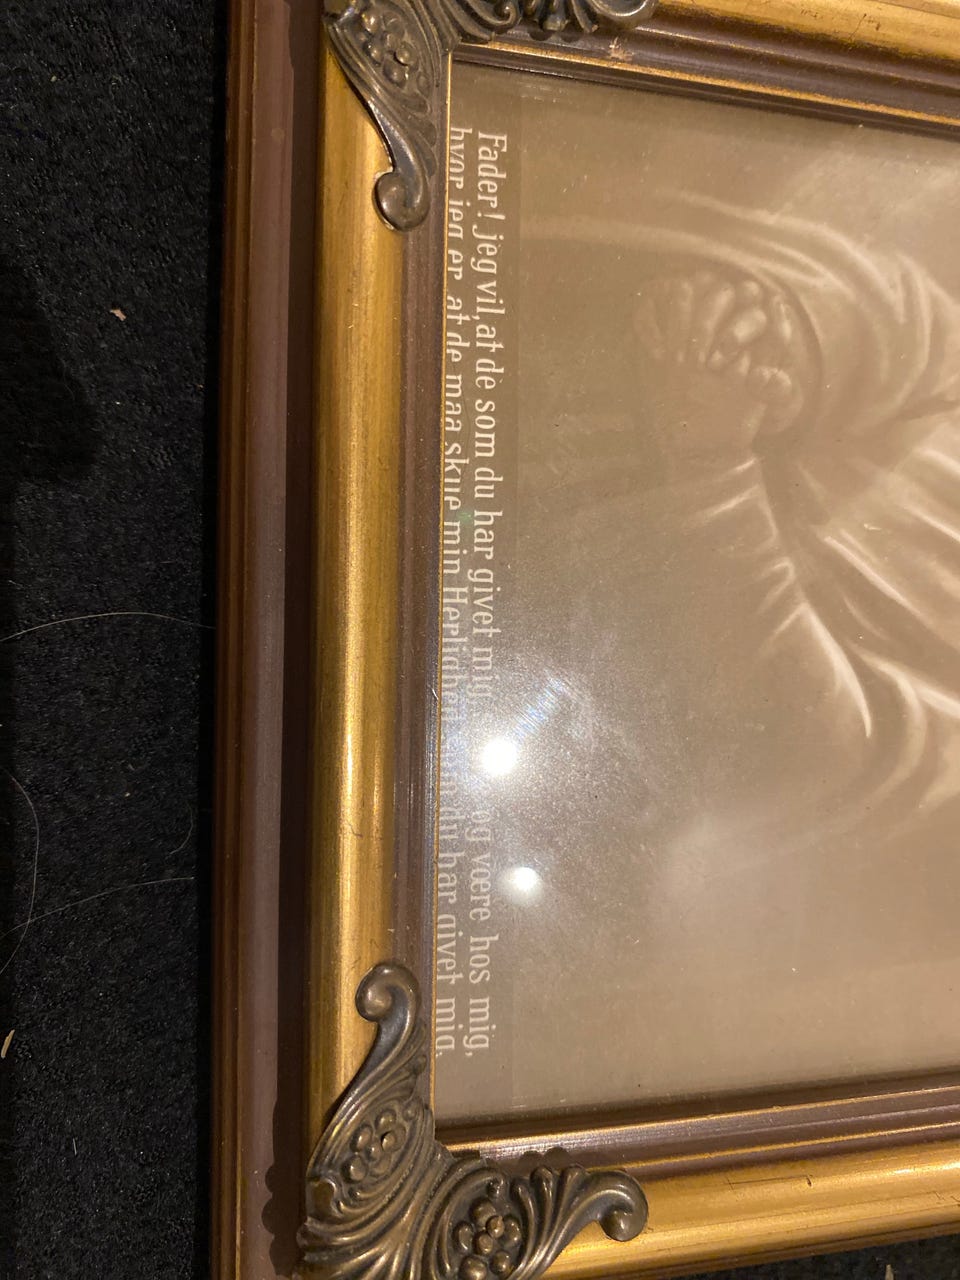 Fader! jeg vil, at de som du har givet mig og være hos mig,
hvor jeg er, at de maa skue min Herlighed du har givet mig.